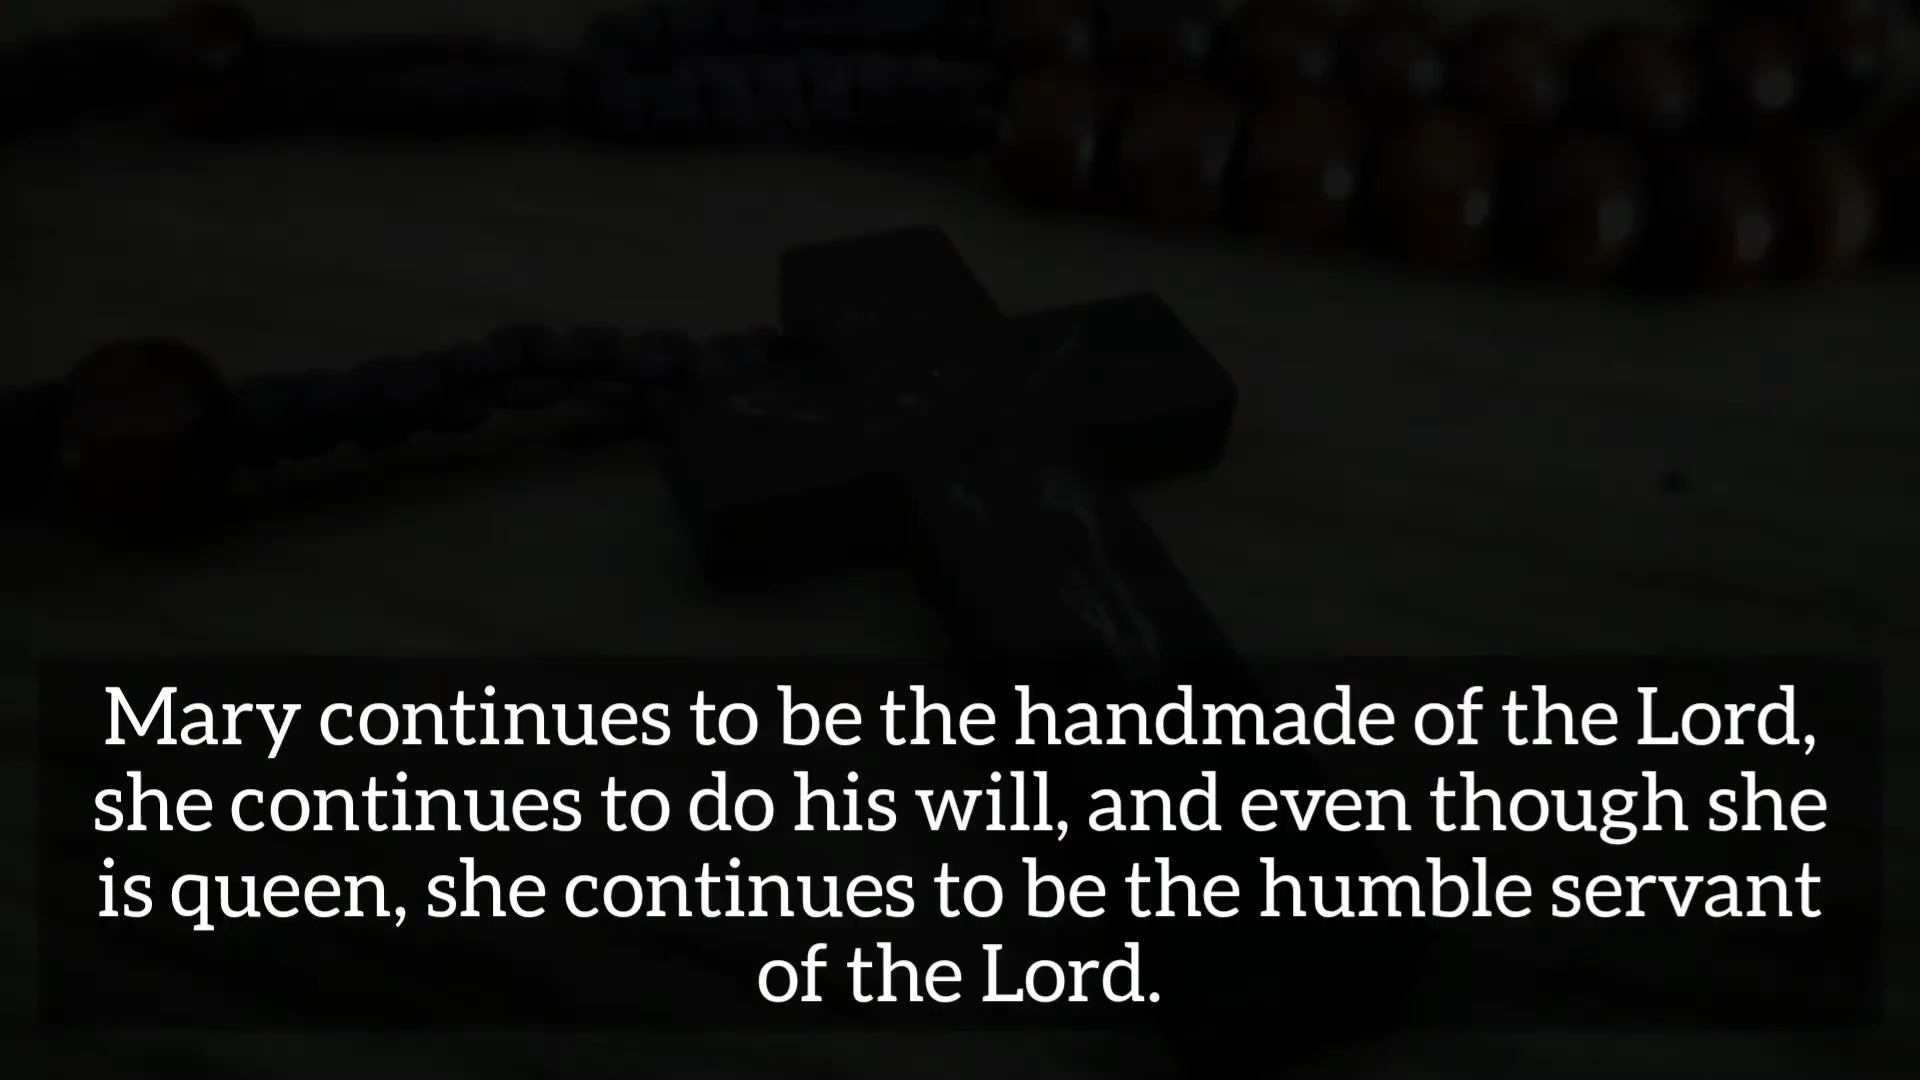 Mary continues to be the handmade of the Lord,
she continues to do his will, and even though she
is queen, she continues to be the humble servant
of the Lord.